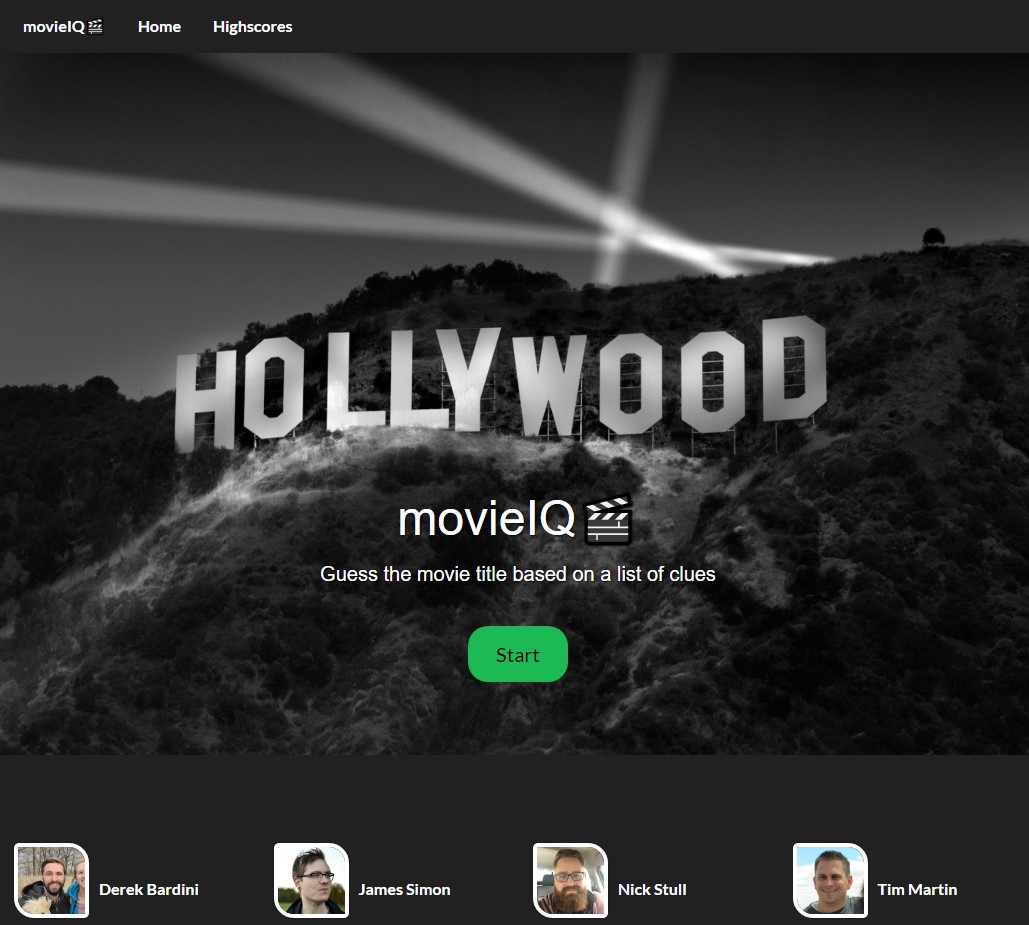 movieIQ🎬 Home Highscores
HOLLYWOOD
movieIQ🎬
Guess the movie title based on a list of clues
Start
Derek Bardini James Simon Nick Stull Tim Martin